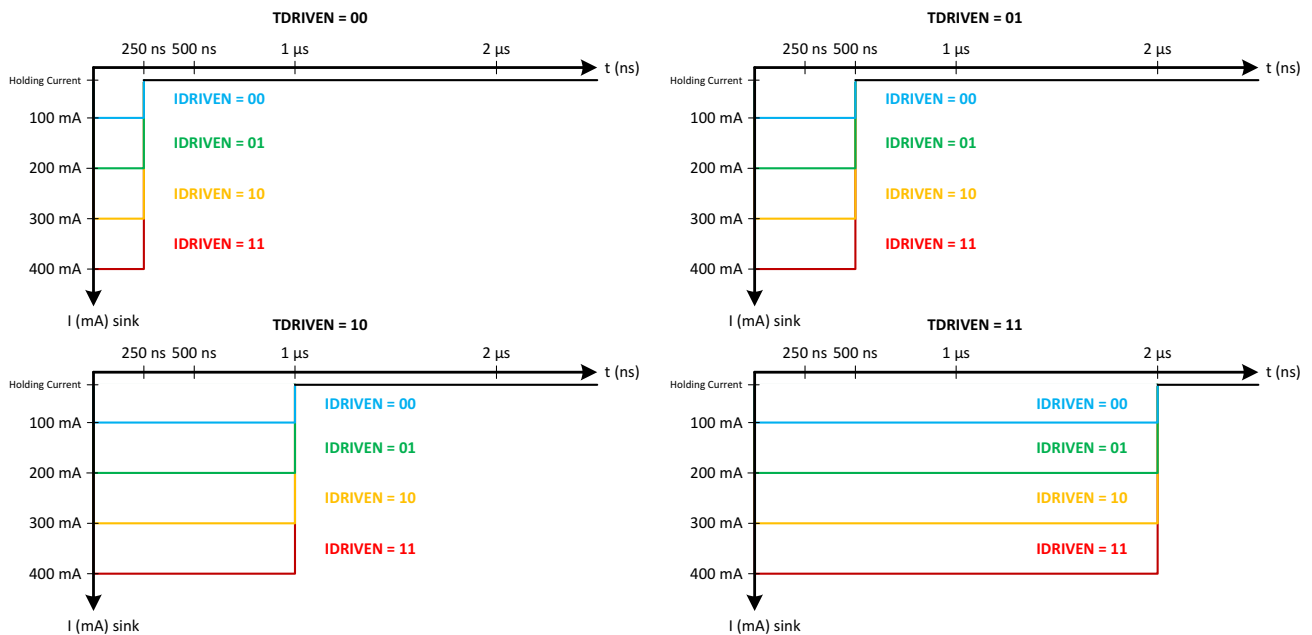 TDRIVEN = 00
250 ns 500 ns 1 µs 2 µs
t (ns)
Holding Current
IDRIVEN = 00
100 mA
IDRIVEN = 01
200 mA
IDRIVEN = 10
300 mA
IDRIVEN = 11
400 mA
I (mA) sink
TDRIVEN = 01
250 ns 500 ns 1 µs 2 µs
t (ns)
Holding Current
IDRIVEN = 00
100 mA
IDRIVEN = 01
200 mA
IDRIVEN = 10
300 mA
IDRIVEN = 11
400 mA
I (mA) sink
TDRIVEN = 10
250 ns 500 ns 1 µs 2 µs
t (ns)
Holding Current
IDRIVEN = 00
100 mA
IDRIVEN = 01
200 mA
IDRIVEN = 10
300 mA
IDRIVEN = 11
400 mA
I (mA) sink
TDRIVEN = 11
250 ns 500 ns 1 µs 2 µs
t (ns)
Holding Current
IDRIVEN = 00
100 mA
IDRIVEN = 01
200 mA
IDRIVEN = 10
300 mA
IDRIVEN = 11
400 mA
I (mA) sink